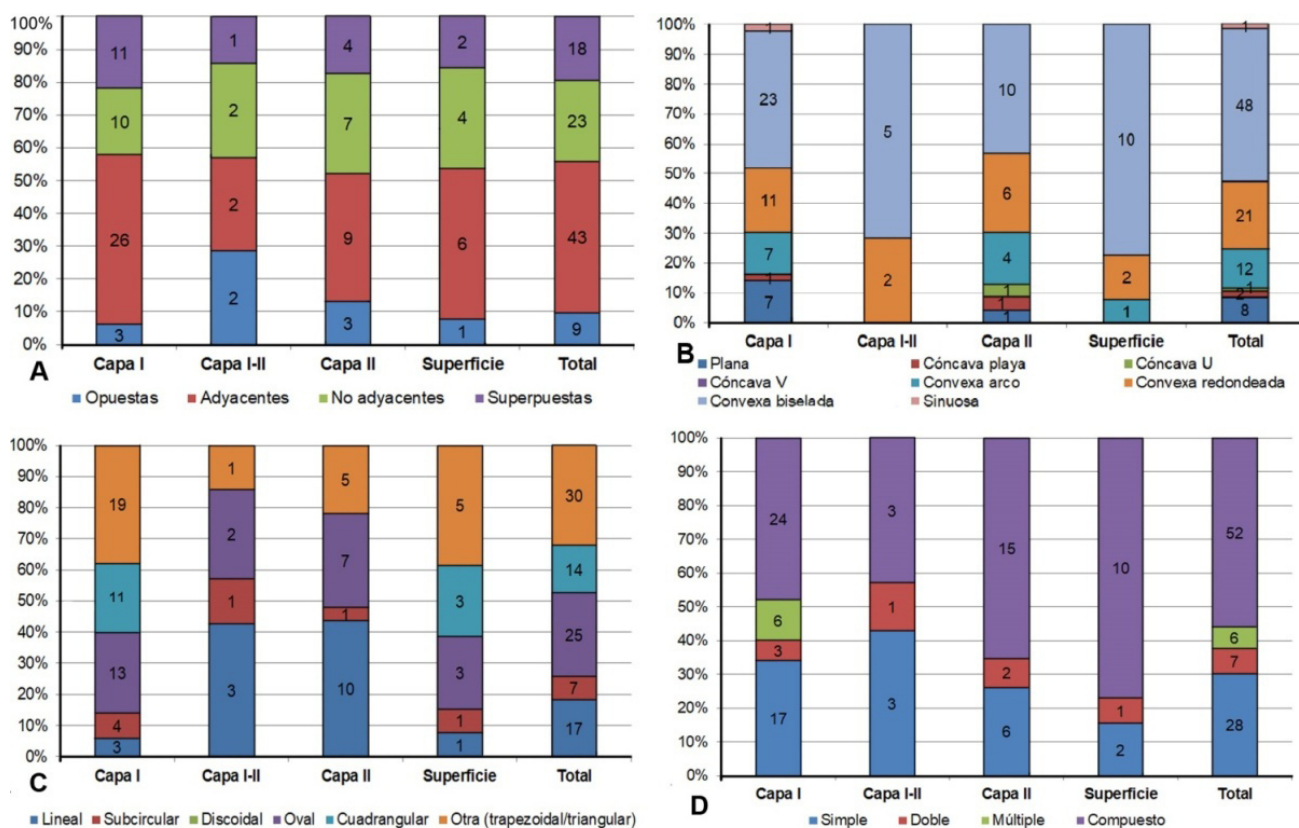 100%
90%
80%
70%
60%
50%
40%
30%
20%
10%
0%
11 1 4 2 18
10 2 7 4 23
26 2 9 6 43
3 2 3 1 9
Capa I Capa I-II Capa II Superficie Total
A
Opuestas Adyacentes No adyacentes Superpuestas
100%
90%
80%
70%
60%
50%
40%
30%
20%
10%
0%
1 1
23 5 10 10 48
11 2 6 2 21
7 4 1 12
1 1
1 1 2
7 1 8
Capa I Capa I-II Capa II Superficie Total
B
Plana Cóncava playa Cóncava U
Cóncava V Convexa arco Convexa redondeada
Convexa biselada Sinuosa
100%
90%
80%
70%
60%
50%
40%
30%
20%
10%
0%
19 1 5 5 30
11 3 14
13 2 7 3 25
4 1 1 1 7
3 3 10 1 17
Capa I Capa I-II Capa II Superficie Total
C
Lineal Subcircular Discoidal Oval Cuadrangular Otra (trapezoidal/triangular)
100%
90%
80%
70%
60%
50%
40%
30%
20%
10%
0%
24 3 15 10 52
6 6
3 1 2 1 7
17 3 6 2 28
Capa I Capa I-II Capa II Superficie Total
D
Simple Doble Múltiple Compuesto